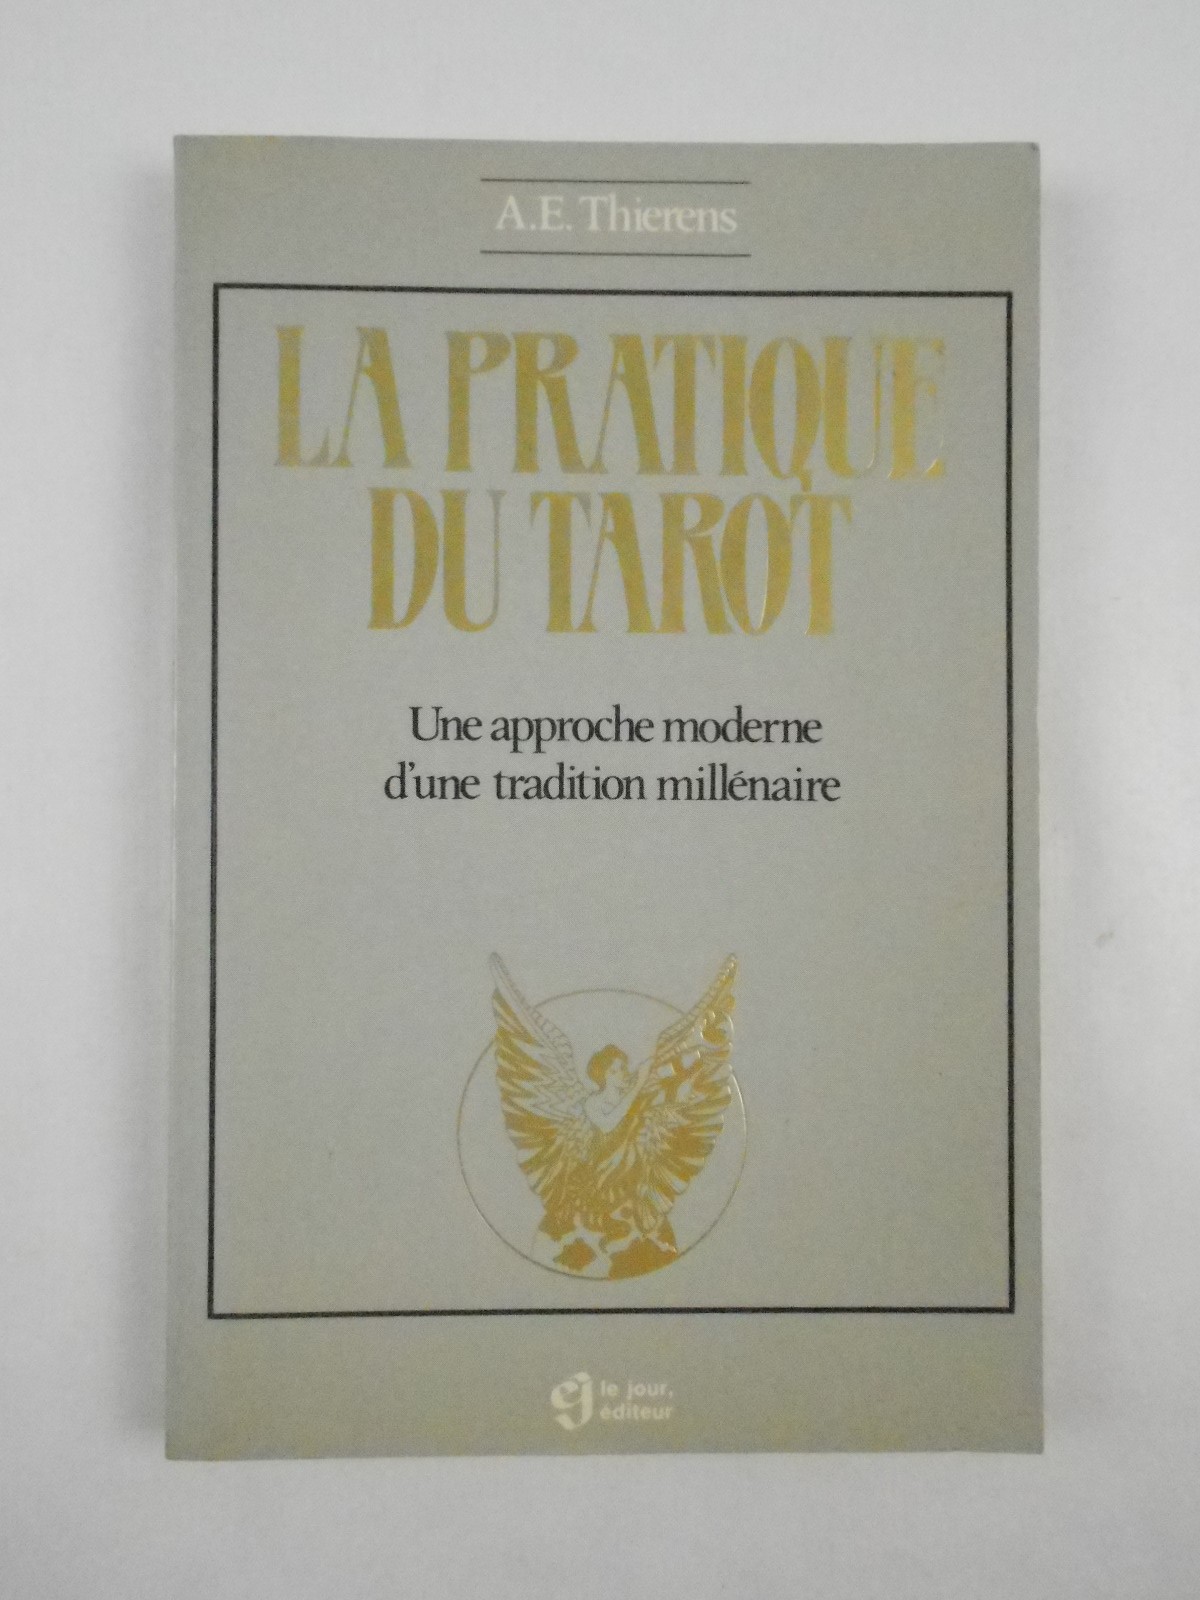 A.E. Thierens
LA PRATIQUE
DU TAROT
Une approche moderne
d'une tradition millénaire
le jour,
éditeur